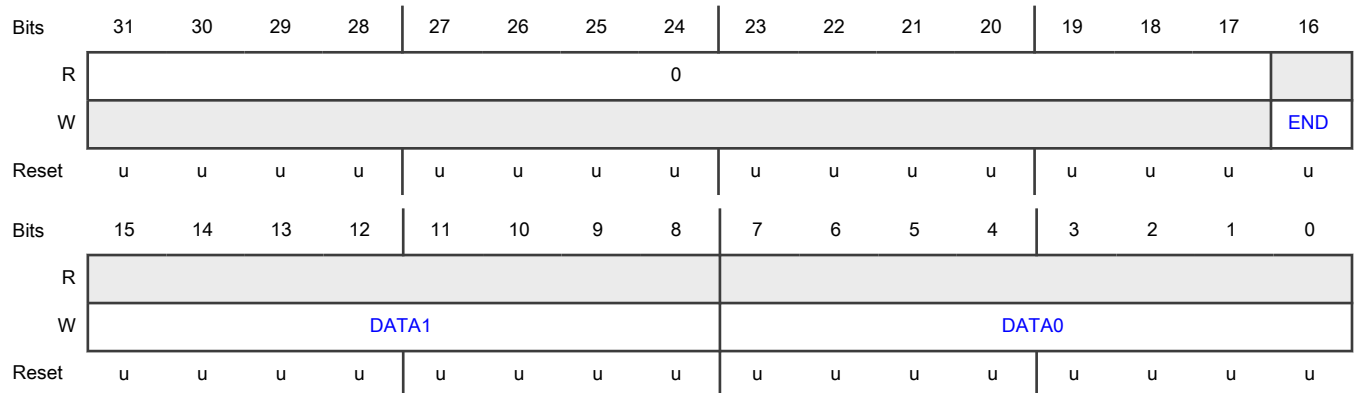 Bits 31 30 29 28 27 26 25 24 23 22 21 20 19 18 17 16
R 0
W END
Reset u u u u u u u u u u u u u u u u
Bits 15 14 13 12 11 10 9 8 7 6 5 4 3 2 1 0
R
W DATA1 DATA0
Reset u u u u u u u u u u u u u u u u